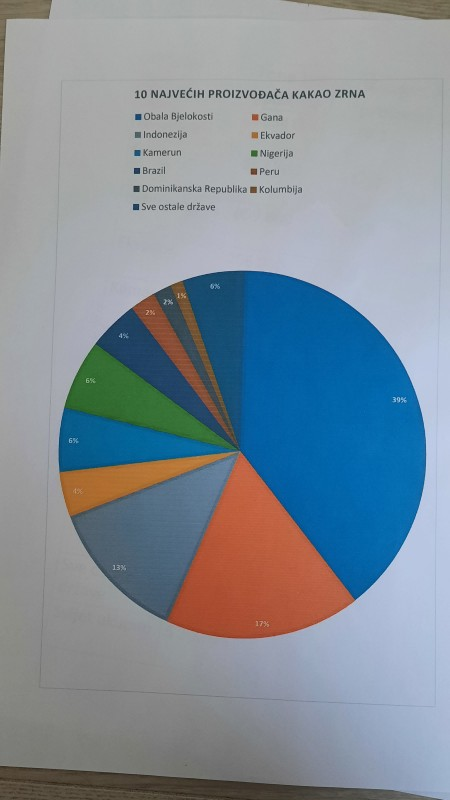 10 NAJVEĆIH PROIZVOĐAČA KAKAO ZRNA
Obala Bjelokosti Gana
Indonezija Ekvador
Kamerun Nigerija
Brazil Peru
Dominikanska Republika Kolumbija
Sve ostale države
6%
1%
2%
2%
4%
6%
39%
6%
4%
13%
17%